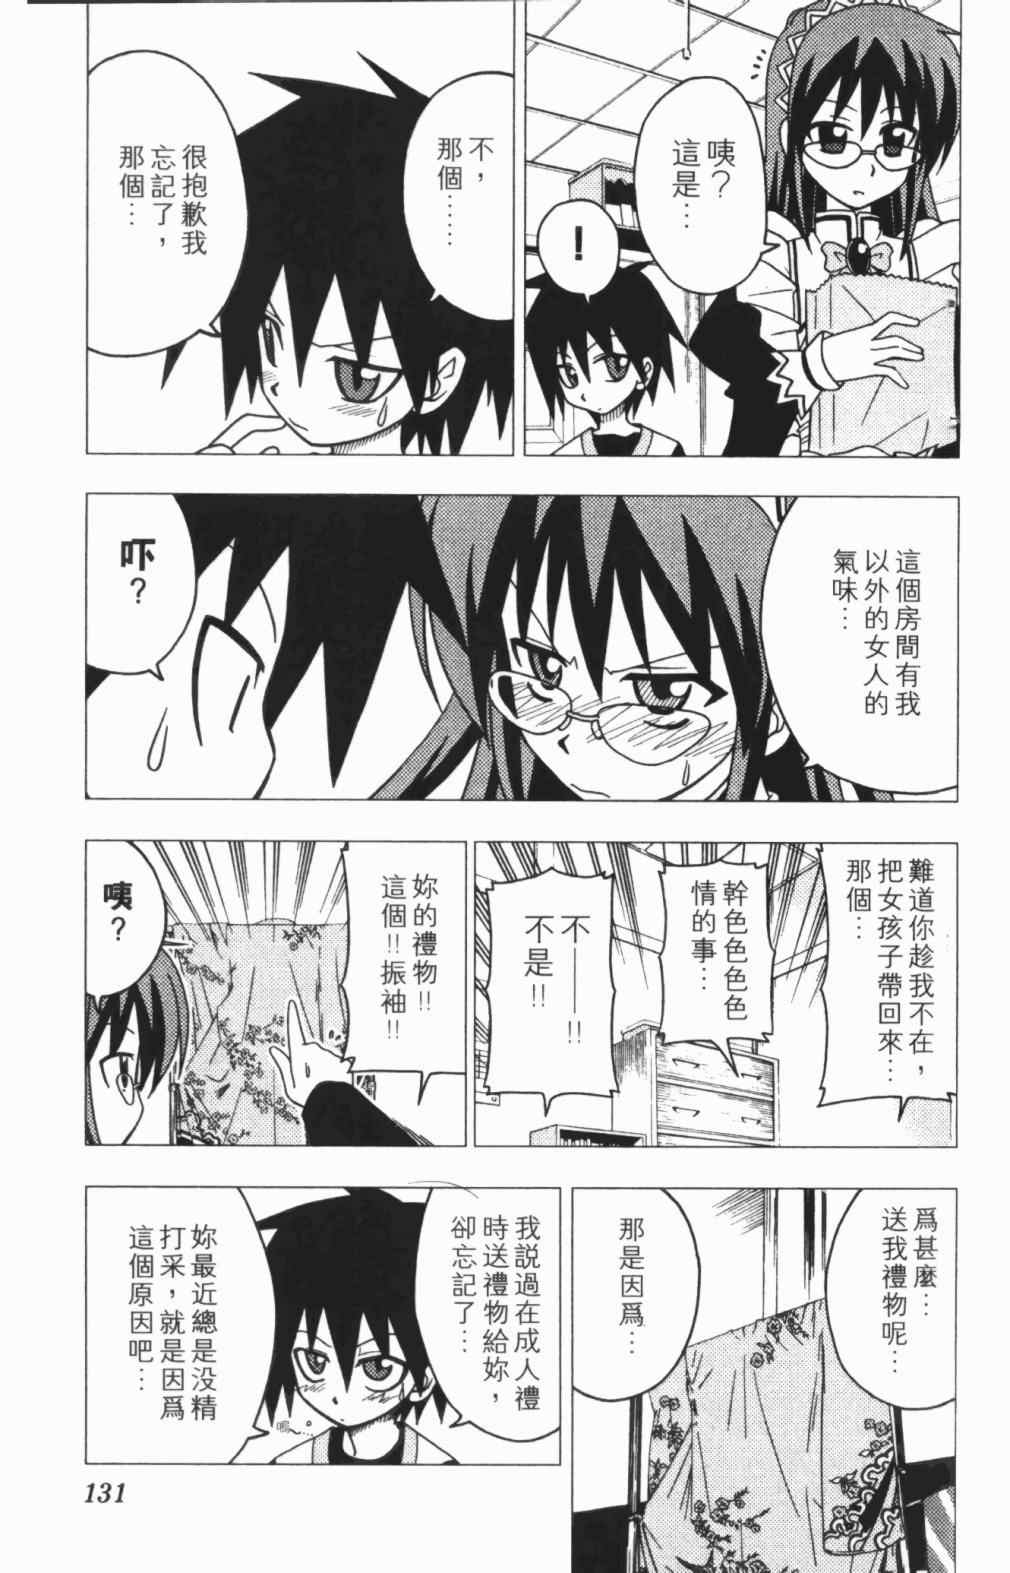 咦？
這是…
！
不，
那個……
很抱歉我
忘記了，
那個…
這個房間有我
以外的女人的
氣味…
吓
？
難道你趁我不在，
把女孩子帶回來…
那個…
幹色色色色
情的事…
不——!!
不是!!
妳的禮物!!
這個!!振袖!!
咦
？
爲甚麼…
送我禮物呢…
那是因爲…
我説過在成人禮
時送禮物給妳，
卻忘記了…
妳最近總是没精
打采，就是因爲
這個原因吧…
131